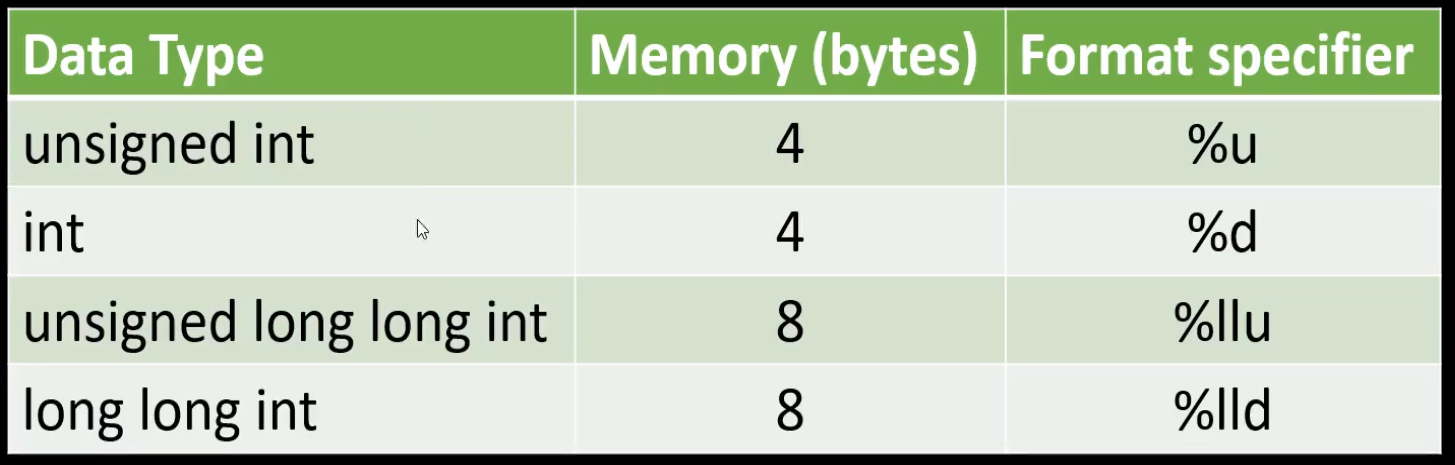 Data Type Memory (bytes) Format specifier
unsigned int 4 %u
int 4 %d
unsigned long long int 8 %llu
long long int 8 %lld